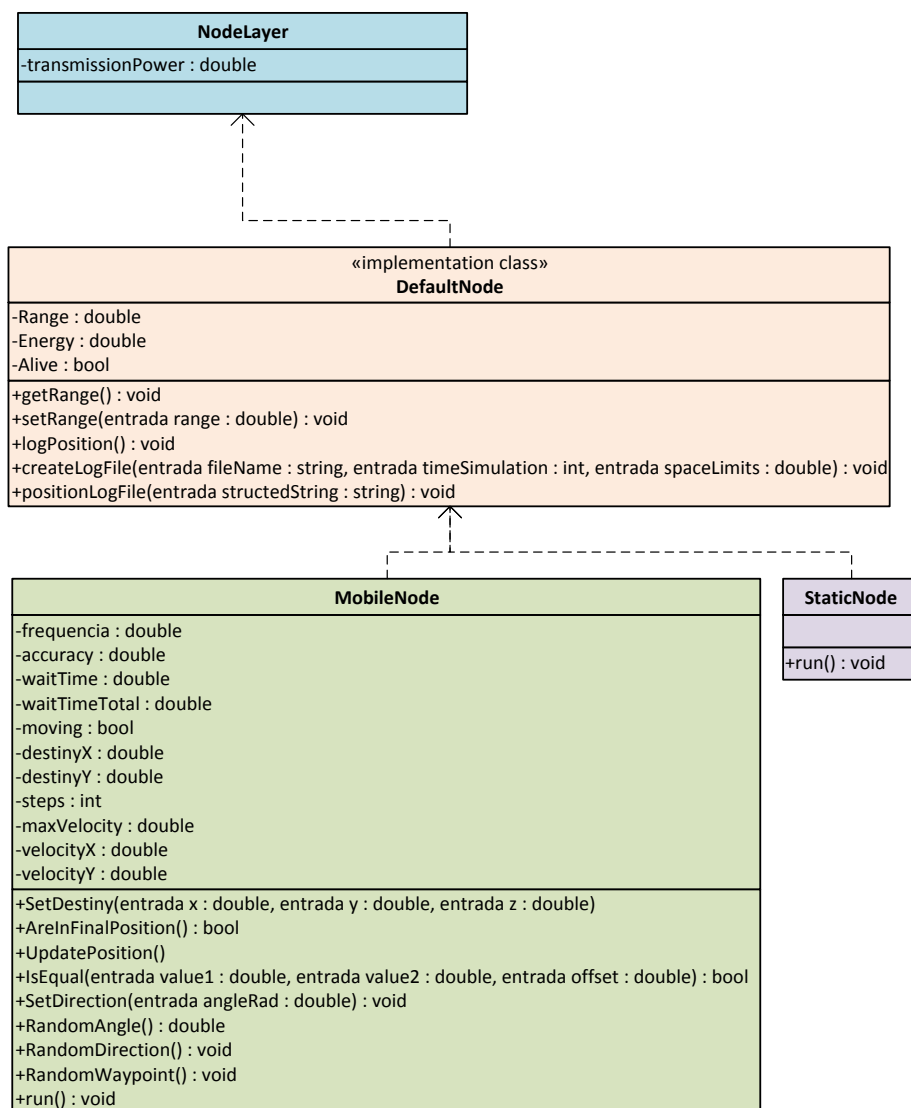 NodeLayer
-transmissionPower : double
«implementation class»
DefaultNode
-Range : double
-Energy : double
-Alive : bool
+getRange() : void
+setRange(entrada range : double) : void
+logPosition() : void
+createLogFile(entrada fileName : string, entrada timeSimulation : int, entrada spaceLimits : double) : void
+positionLogFile(entrada structedString : string) : void
MobileNode
-frequencia : double
-accuracy : double
-waitTime : double
-waitTimeTotal : double
-moving : bool
-destinyX : double
-destinyY : double
-steps : int
-maxVelocity : double
-velocityX : double
-velocityY : double
+SetDestiny(entrada x : double, entrada y : double, entrada z : double)
+AreInFinalPosition() : bool
+UpdatePosition()
+IsEqual(entrada value1 : double, entrada value2 : double, entrada offset : double) : bool
+SetDirection(entrada angleRad : double) : void
+RandomAngle() : double
+RandomDirection() : void
+RandomWaypoint() : void
+run() : void
StaticNode
+run() : void